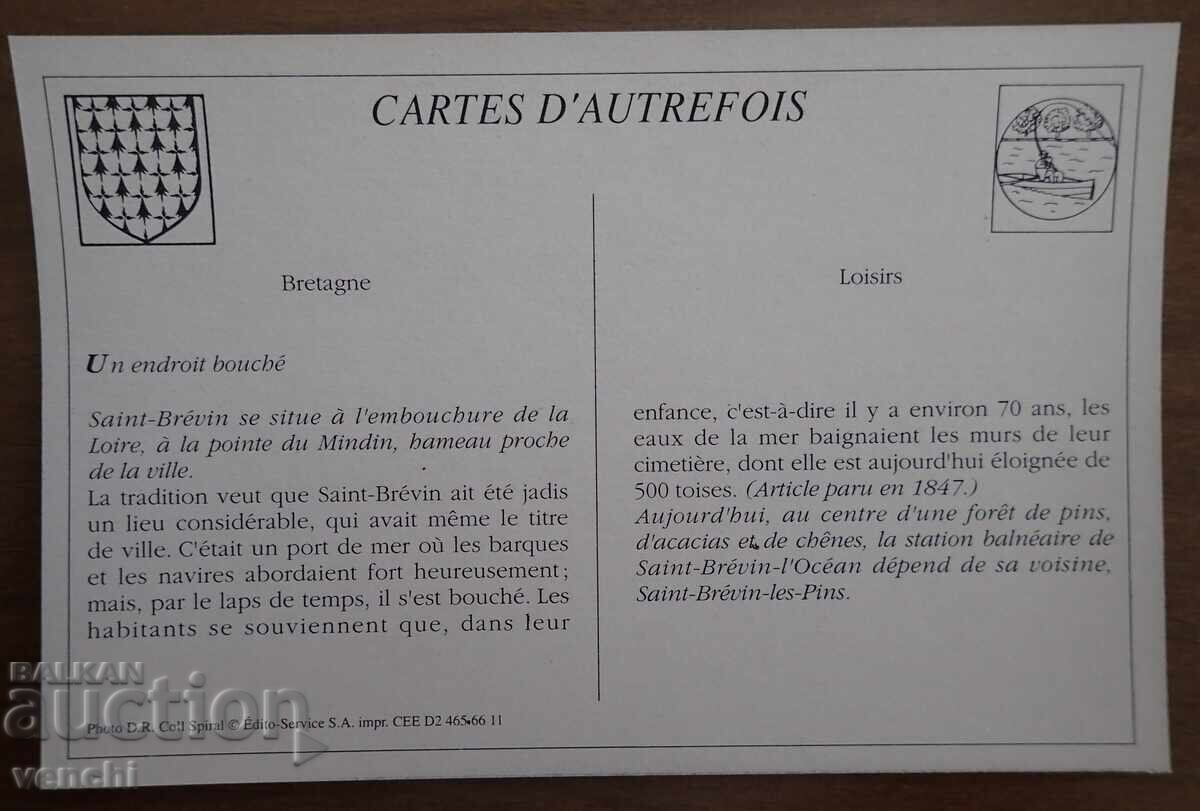 CARTES D'AUTREFOIS
Bretagne
Un endroit bouché
Saint-Brévin se situe à l'embouchure de la
Loire, à la pointe du Mindin, hameau proche
de la ville.
La tradition veut que Saint-Brévin ait été jadis
un lieu considérable, qui avait même le titre
de ville. C'était un port de mer où les barques
et les navires abordaient fort heureusement;
mais, par le laps de temps, il s'est bouché. Les
habitants se souviennent que, dans leur
Loisirs
enfance, c'est-à-dire il y a environ 70 ans, les
eaux de la mer baignaient les murs de leur
cimetière, dont elle est aujourd'hui éloignée de
500 toises. (Article paru en 1847.)
Aujourd'hui, au centre d'une forêt de pins,
d'acacias et de chênes, la station balnéaire de
Saint-Brévin-l'Océan dépend de sa voisine,
Saint-Brévin-les-Pins.
Photo D.R. Coll Spiral © Édito-Service S.A. impr. CEE D2 465-66 11
BALKAN
auction
venchi